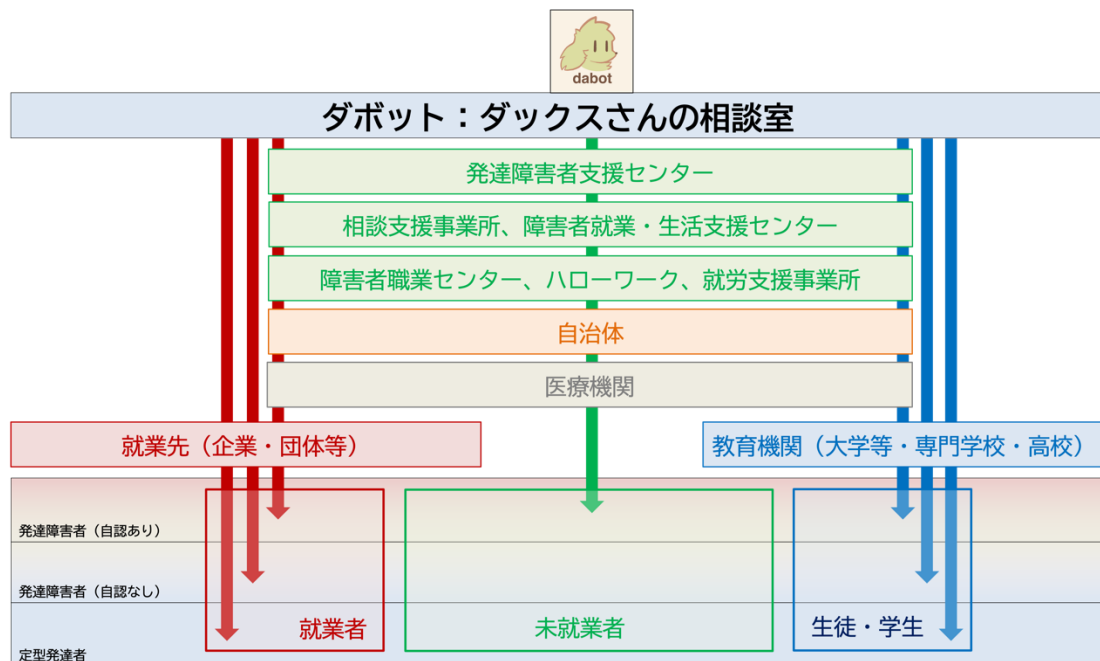 dabot
ダボット：ダックスさんの相談室
発達障害者支援センター
相談支援事業所、障害者就業・生活支援センター
障害者職業センター、ハローワーク、就労支援事業所
自治体
医療機関
就業先（企業・団体等）
教育機関（大学等・専門学校・高校）
発達障害者（自認あり）
発達障害者（自認なし）
就業者
未就業者
生徒・学生
定型発達者